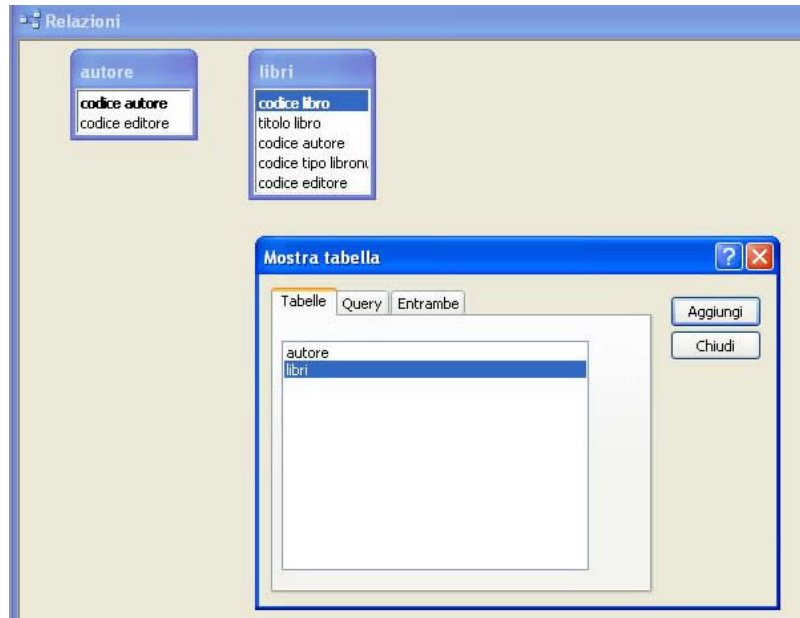 Relazioni
autore
codice autore
codice editore
libri
codice libro
titolo libro
codice autore
codice tipo libronu
codice editore
Mostra tabella
Tabelle
Query
Entrambe
Aggiungi
Chiudi
autore
libri